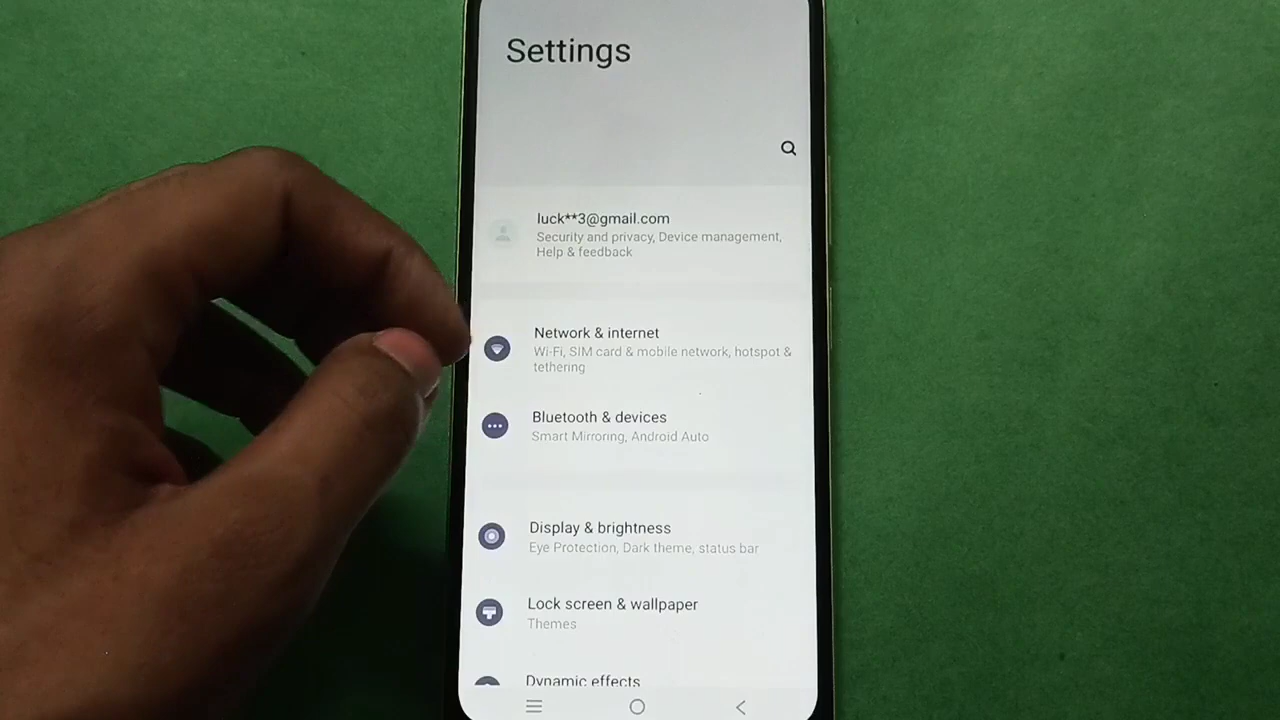 Settings
luck**3@gmail.com
Security and privacy, Device management,
Help & feedback
Network & internet
Wi-Fi, SIM card & mobile network, hotspot &
tethering
Bluetooth & devices
Smart Mirroring, Android Auto
Display & brightness
Eye Protection, Dark theme, status bar
Lock screen & wallpaper
Themes
Dynamic effects